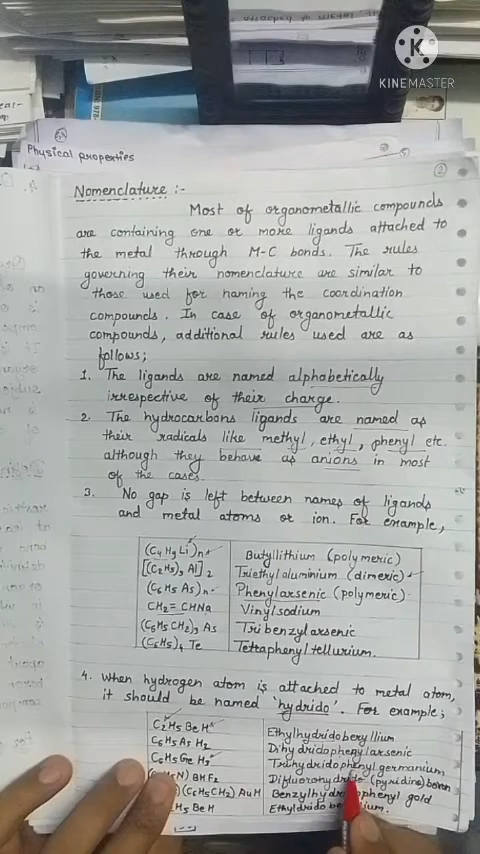 attached to metal
KINEMASTER
Physical properties
2
Nomenclature :-
Most of organometallic compounds
are containing one or more ligands attached to
the metal through M-C bonds. The rules
governing their nomenclature are similar to
those used for naming the coordination
compounds. In case of organometallic
compounds, additional rules used are as
follows;
1. The ligands are named alphabetically
irrespective of their charge.
2. The hydrocarbons ligands are named as
their radicals like methyl, ethyl, phenyl etc.
although they behave as anions in most
of the cases.
3. No gap is left between names of ligands
and metal atoms or ion. For example,
(C4H9Li)n Butyllithium (polymeric)
[(C2H5)3 Al]2 Triethylaluminium (dimeric)
(C6H5 As)n Phenylarsenic (polymeric)
CH2 = CHNa Vinylsodium
(C6H5CH2)3 As Tribenzylarsenic
(C6H5)4 Te Tetraphenyltellurium.
4. When hydrogen atom is attached to metal atom,
it should be named 'hydrido'. For example;
C2H5 BeH Ethylhydridoberyllium
C6H5 As H2 Dihydridophenylarsenic
C6H5 Ge H3 Trihydridophenylgermanium
N) BHF2 Difluorohydrido (pyridine) boron
(C6H5CH2) AuH Benzylhydridophenyl gold
H5 BeH